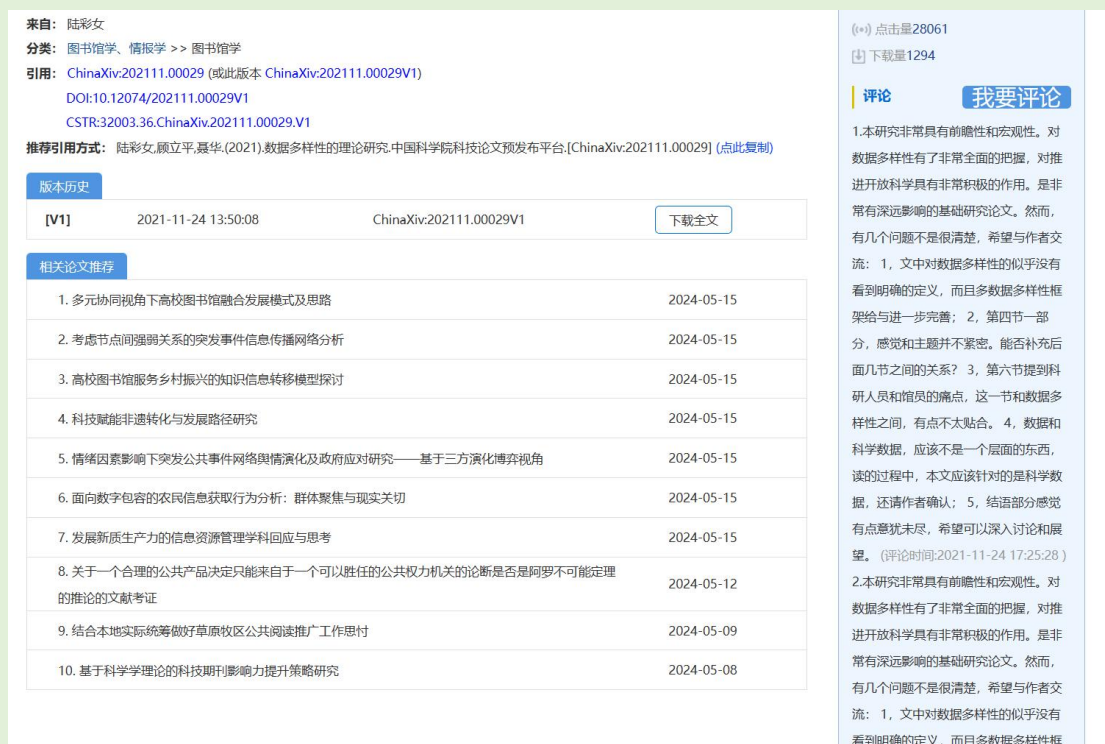 来自： 陆彩女
分类： 图书馆学、情报学 >> 图书馆学
引用： ChinaXiv:202111.00029 (或此版本 ChinaXiv:202111.00029V1)
DOI:10.12074/202111.00029V1
CSTR:32003.36.ChinaXiv.202111.00029.V1
推荐引用方式： 陆彩女,顾立平,聂华.(2021).数据多样性的理论研究.中国科学院科技论文预发布平台.[ChinaXiv:202111.00029] (点此复制)
版本历史
[V1] 2021-11-24 13:50:08 ChinaXiv:202111.00029V1 下载全文
相关论文推荐
1. 多元协同视角下高校图书馆融合发展模式及思路 2024-05-15
2. 考虑节点间强弱关系的突发事件信息传播网络分析 2024-05-15
3. 高校图书馆服务乡村振兴的知识信息转移模型探讨 2024-05-15
4. 科技赋能非遗转化与发展路径研究 2024-05-15
5. 情绪因素影响下突发公共事件网络舆情演化及政府应对研究——基于三方演化博弈视角 2024-05-15
6. 面向数字包容的农民信息获取行为分析：群体聚焦与现实关切 2024-05-15
7. 发展新质生产力的信息资源管理学科回应与思考 2024-05-15
8. 关于一个合理的公共产品决定只能来自于一个可以胜任的公共权力机关的论断是否是阿罗不可能定理
的推论的文献考证 2024-05-12
9. 结合本地实际统筹做好草原牧区公共阅读推广工作思忖 2024-05-09
10. 基于科学学理论的科技期刊影响力提升策略研究 2024-05-08
点击量28061
下载量1294
评论 我要评论
1.本研究非常具有前瞻性和宏观性。对
数据多样性有了非常全面的把握，对推
进开放科学具有非常积极的作用。是非
常有深远影响的基础研究论文。然而，
有几个问题不是很清楚，希望与作者交
流： 1，文中对数据多样性的似乎没有
看到明确的定义，而且多数据多样性框
架给与进一步完善； 2，第四节一部
分，感觉和主题并不紧密。能否补充后
面几节之间的关系？ 3，第六节提到科
研人员和馆员的痛点，这一节和数据多
样性之间，有点不太贴合。 4，数据和
科学数据，应该不是一个层面的东西，
读的过程中，本文应该针对的是科学数
据，还请作者确认； 5，结语部分感觉
有点意犹未尽，希望可以深入讨论和展
望。 (评论时间:2021-11-24 17:25:28 )
2.本研究非常具有前瞻性和宏观性。对
数据多样性有了非常全面的把握，对推
进开放科学具有非常积极的作用。是非
常有深远影响的基础研究论文。然而，
有几个问题不是很清楚，希望与作者交
流： 1，文中对数据多样性的似乎没有
看到明确的定义，而且多数据多样性框